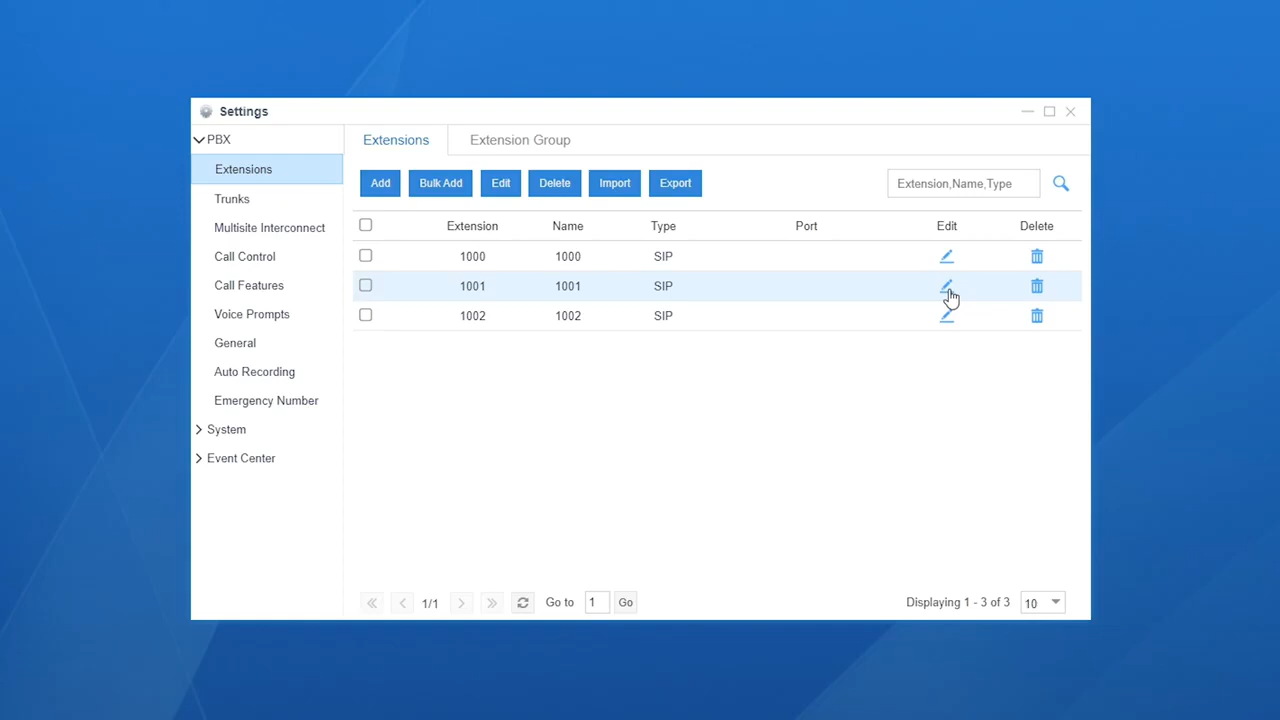 Settings
PBX
Extensions
Trunks
Multisite Interconnect
Call Control
Call Features
Voice Prompts
General
Auto Recording
Emergency Number
System
Event Center
Extensions Extension Group
Add Bulk Add Edit Delete Import Export Extension,Name,Type
Extension Name Type Port Edit Delete
1000 1000 SIP
1001 1001 SIP
1002 1002 SIP
1/1 Go to 1 Go Displaying 1 - 3 of 3 10